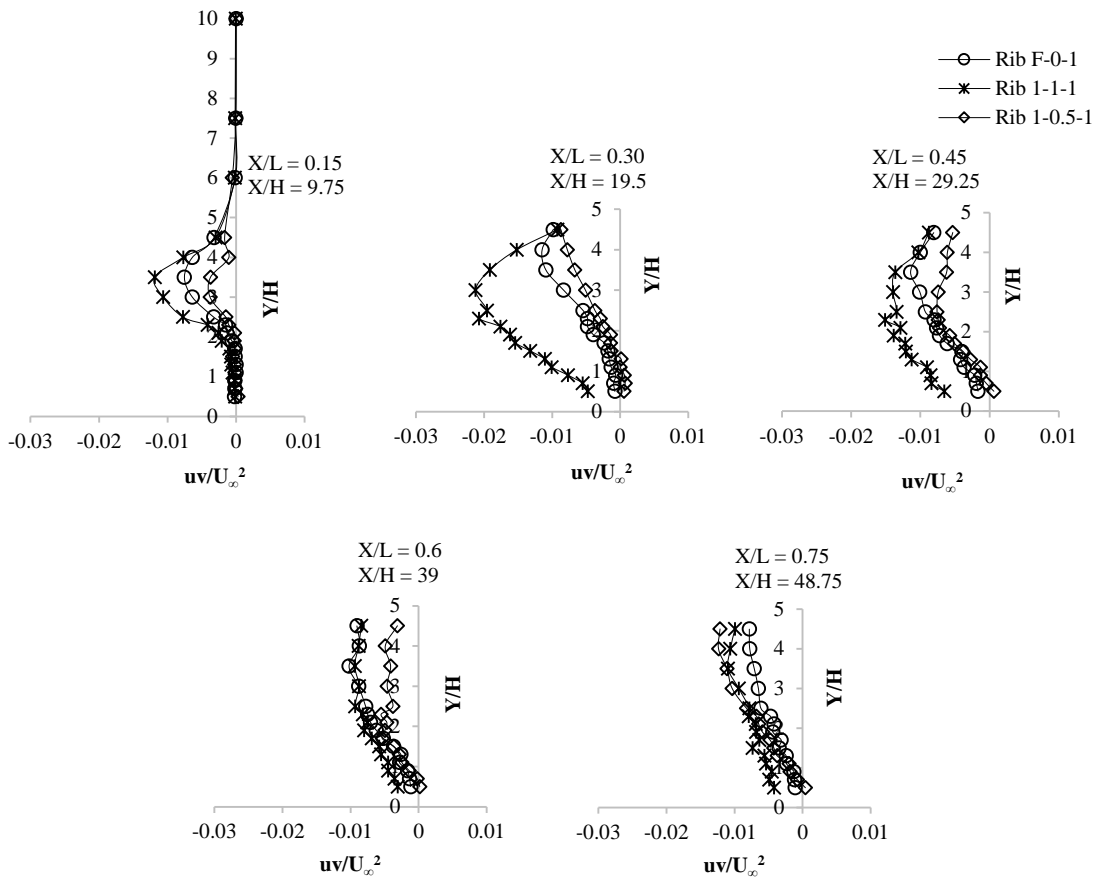 10
9
8
7
6
5
4
3
2
1
0
X/L = 0.15
X/H = 9.75
Y/H
-0.03 -0.02 -0.01 0 0.01
uv/U∞²
Rib F-0-1
Rib 1-1-1
Rib 1-0.5-1
X/L = 0.30
X/H = 19.5
5
4
3
2
1
0
Y/H
-0.03 -0.02 -0.01 0 0.01
uv/U∞²
X/L = 0.45
X/H = 29.25
5
4
3
2
1
0
Y/H
-0.03 -0.02 -0.01 0 0.01
uv/U∞²
X/L = 0.6
X/H = 39
5
4
3
2
1
0
Y/H
-0.03 -0.02 -0.01 0 0.01
uv/U∞²
X/L = 0.75
X/H = 48.75
5
4
3
2
1
0
Y/H
-0.03 -0.02 -0.01 0 0.01
uv/U∞²